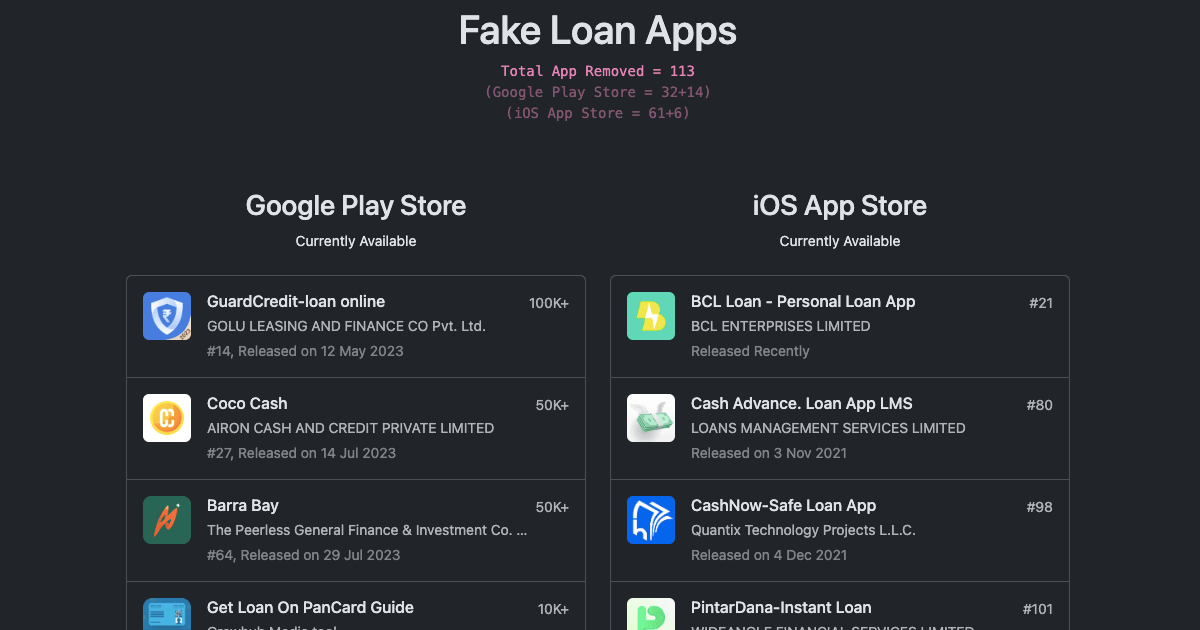 Fake Loan Apps
Total App Removed = 113
(Google Play Store = 32+14)
(iOS App Store = 61+6)
Google Play Store
Currently Available
GuardCredit-loan online
100K+
GOLU LEASING AND FINANCE CO Pvt. Ltd.
#14, Released on 12 May 2023
Coco Cash
50K+
AIRON CASH AND CREDIT PRIVATE LIMITED
#27, Released on 14 Jul 2023
Barra Bay
50K+
The Peerless General Finance & Investment Co. ...
#64, Released on 29 Jul 2023
Get Loan On PanCard Guide
10K+
iOS App Store
Currently Available
BCL Loan - Personal Loan App
#21
BCL ENTERPRISES LIMITED
Released Recently
Cash Advance. Loan App LMS
#80
LOANS MANAGEMENT SERVICES LIMITED
Released on 3 Nov 2021
CashNow-Safe Loan App
#98
Quantix Technology Projects L.L.C.
Released on 4 Dec 2021
PintarDana-Instant Loan
#101
WIDEANGLE FINANCIAL SERVICES LIMITED